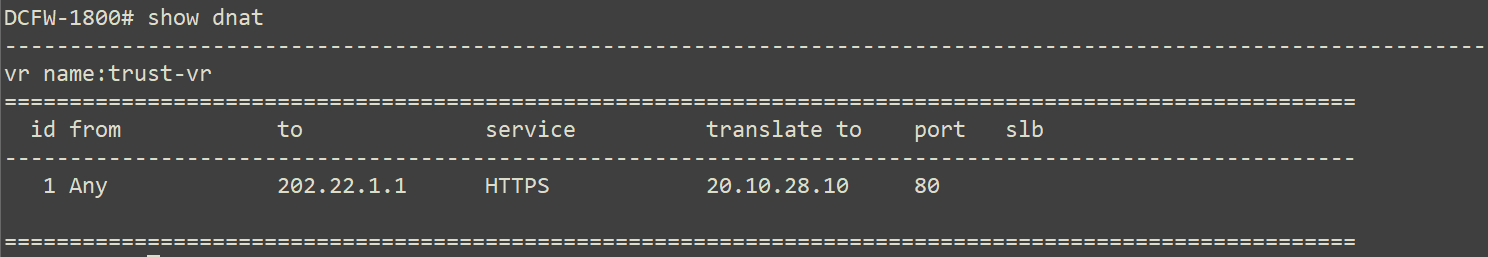 DCFW-1800# show dnat
------------------------------------------------------------------------------------------------------------------
vr name:trust-vr
========================================================================================================
  id from            to              service          translate to    port   slb
--------------------------------------------------------------------------------------------------------
   1 Any             202.22.1.1      HTTPS            20.10.28.10     80
========================================================================================================